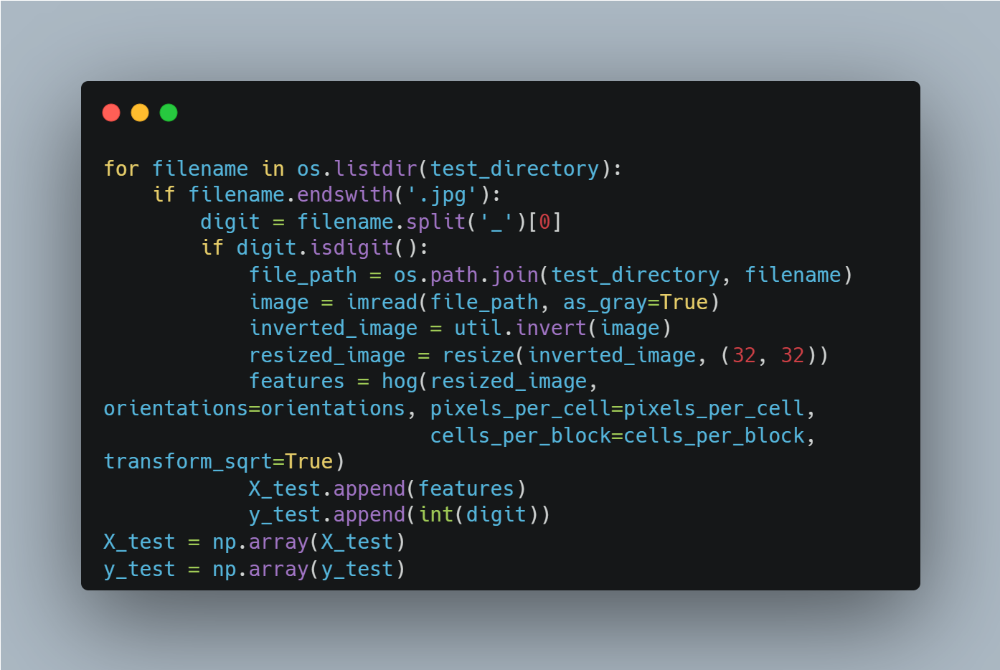 for filename in os.listdir(test_directory):
    if filename.endswith('.jpg'):
        digit = filename.split('_')[0]
        if digit.isdigit():
            file_path = os.path.join(test_directory, filename)
            image = imread(file_path, as_gray=True)
            inverted_image = util.invert(image)
            resized_image = resize(inverted_image, (32, 32))
            features = hog(resized_image,
orientations=orientations, pixels_per_cell=pixels_per_cell,
                           cells_per_block=cells_per_block,
transform_sqrt=True)
            X_test.append(features)
            y_test.append(int(digit))
X_test = np.array(X_test)
y_test = np.array(y_test)